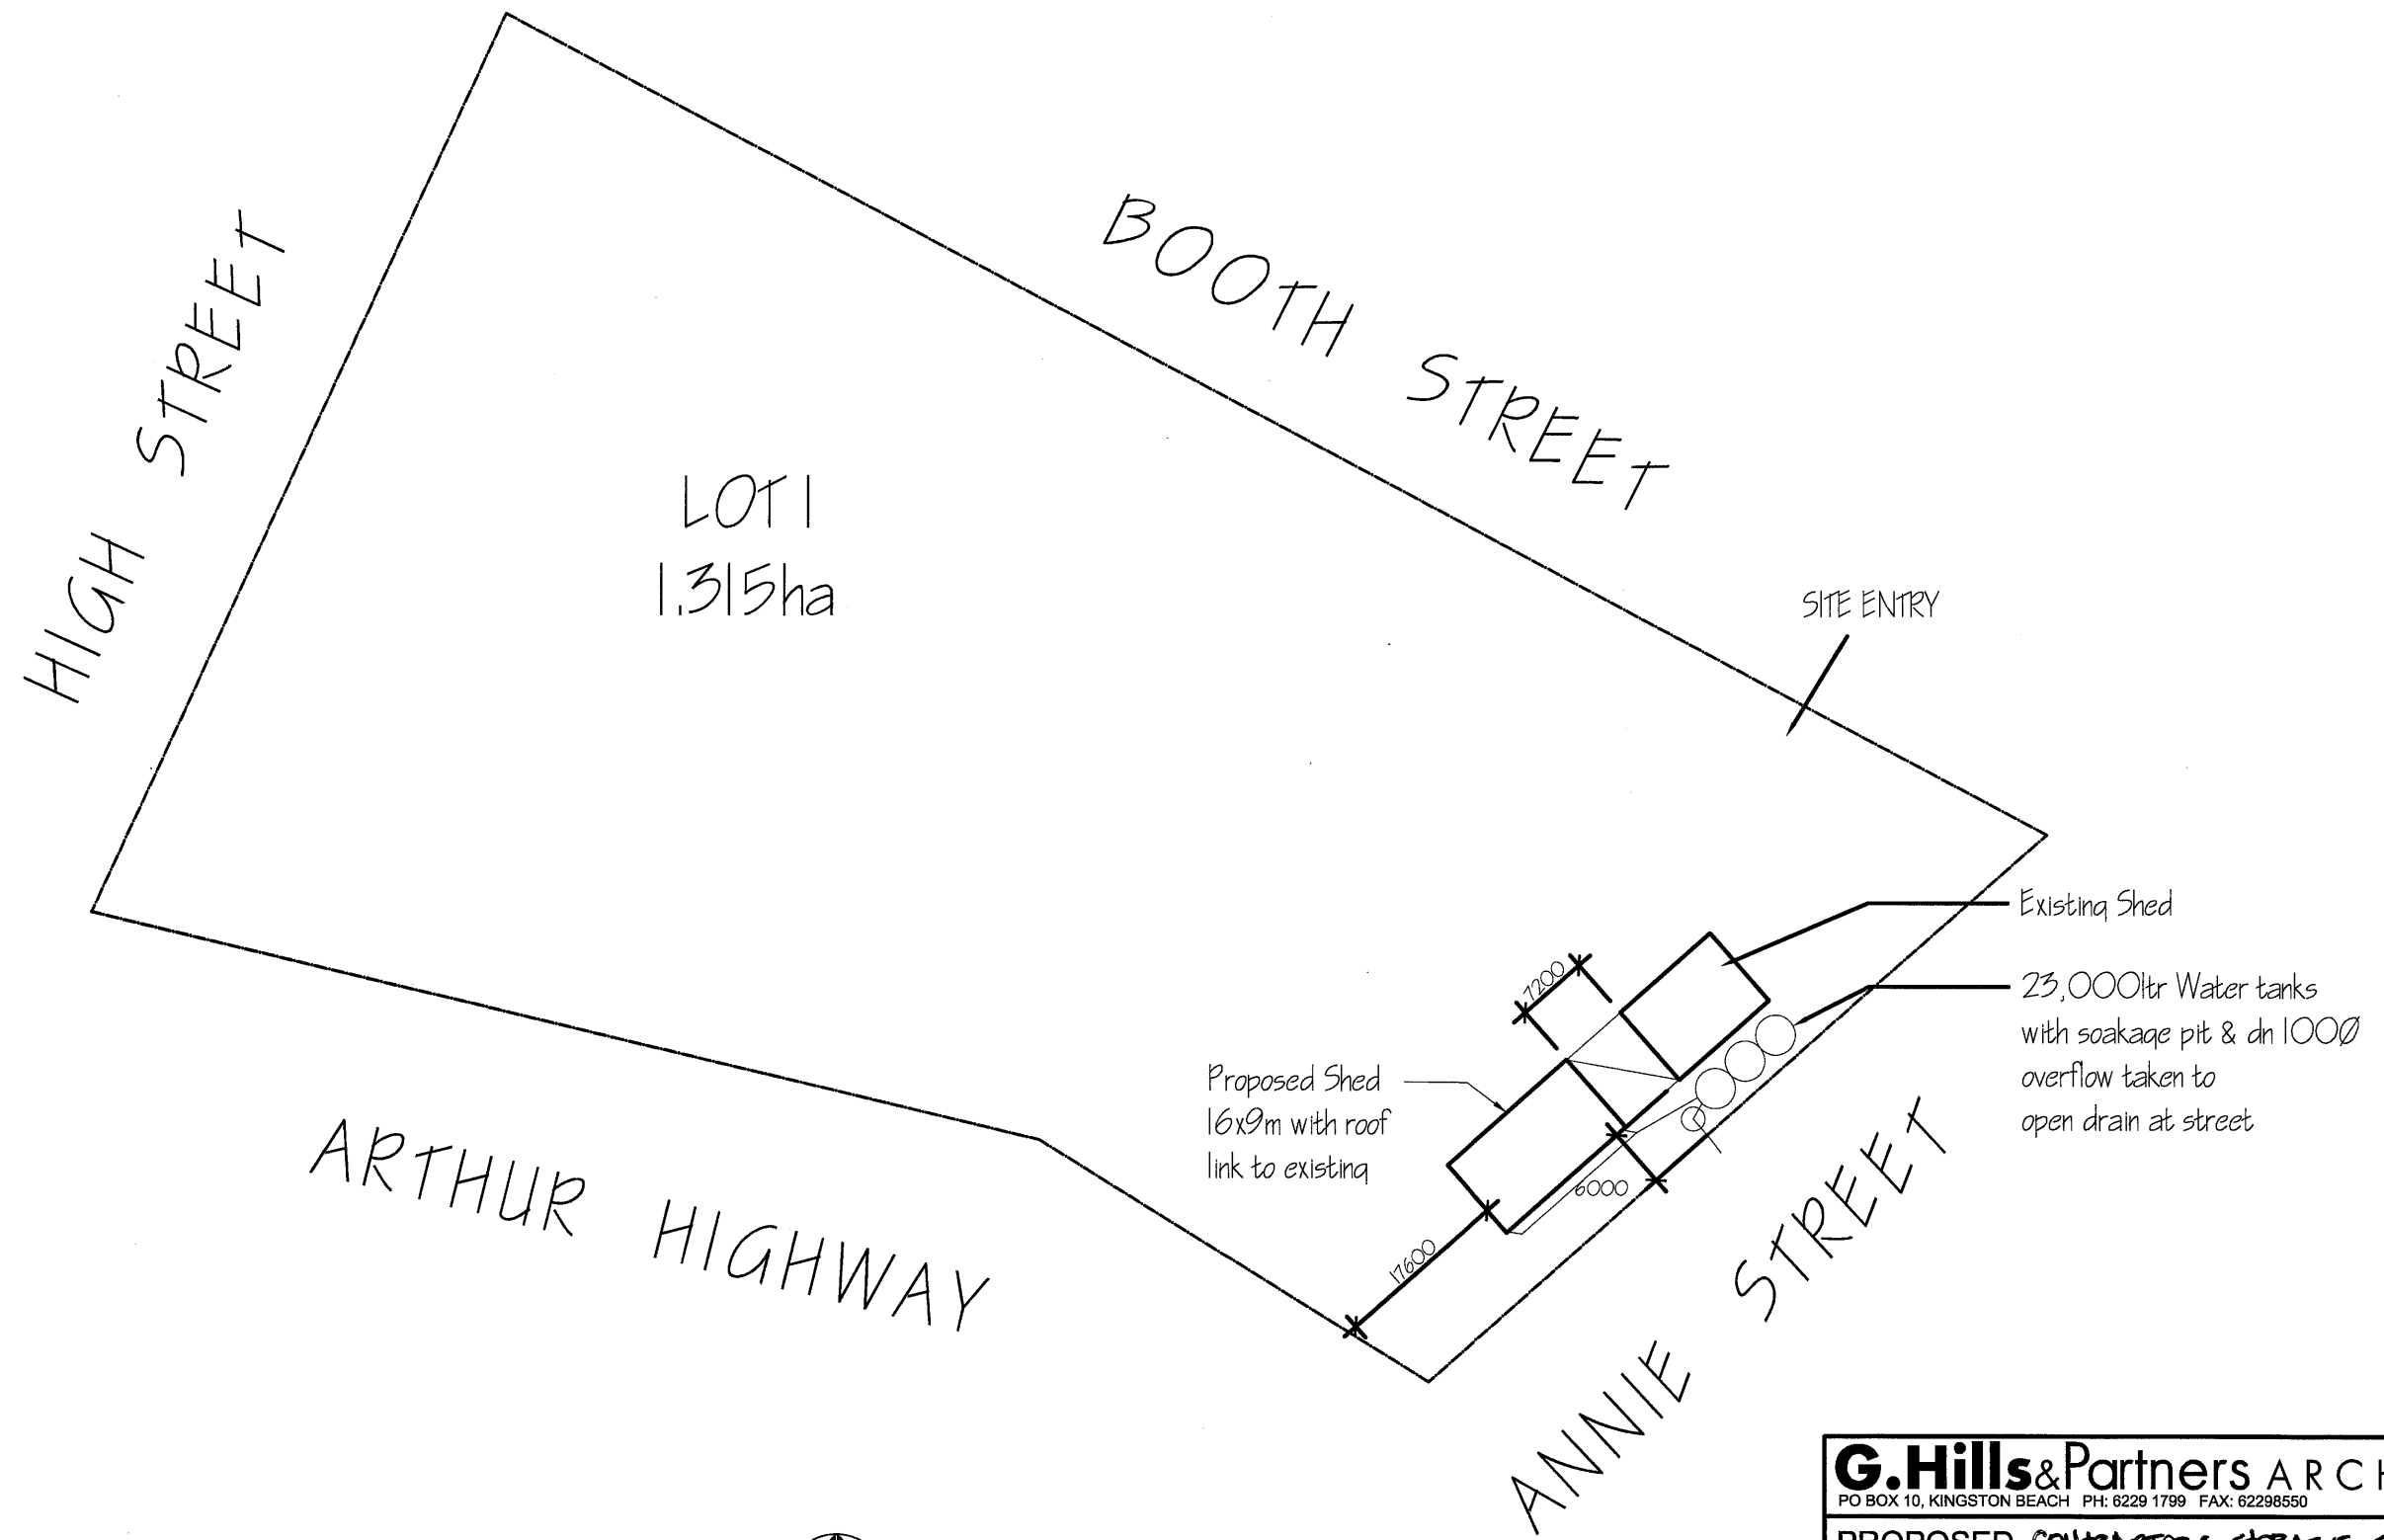 BOOTH STREET
HIGH STREET
LOT 1
1.315ha
SITE ENTRY
Existing Shed
7200
23,000ltr Water tanks
with soakage pit & dn 100Ø
overflow taken to
open drain at street
Proposed Shed
16x9m with roof
link to existing
6000
17600
ARTHUR HIGHWAY
ANNIE STREET
G.Hills&Partners ARCH
PO BOX 10, KINGSTON BEACH PH: 6229 1799 FAX: 62298550
PROPOSED